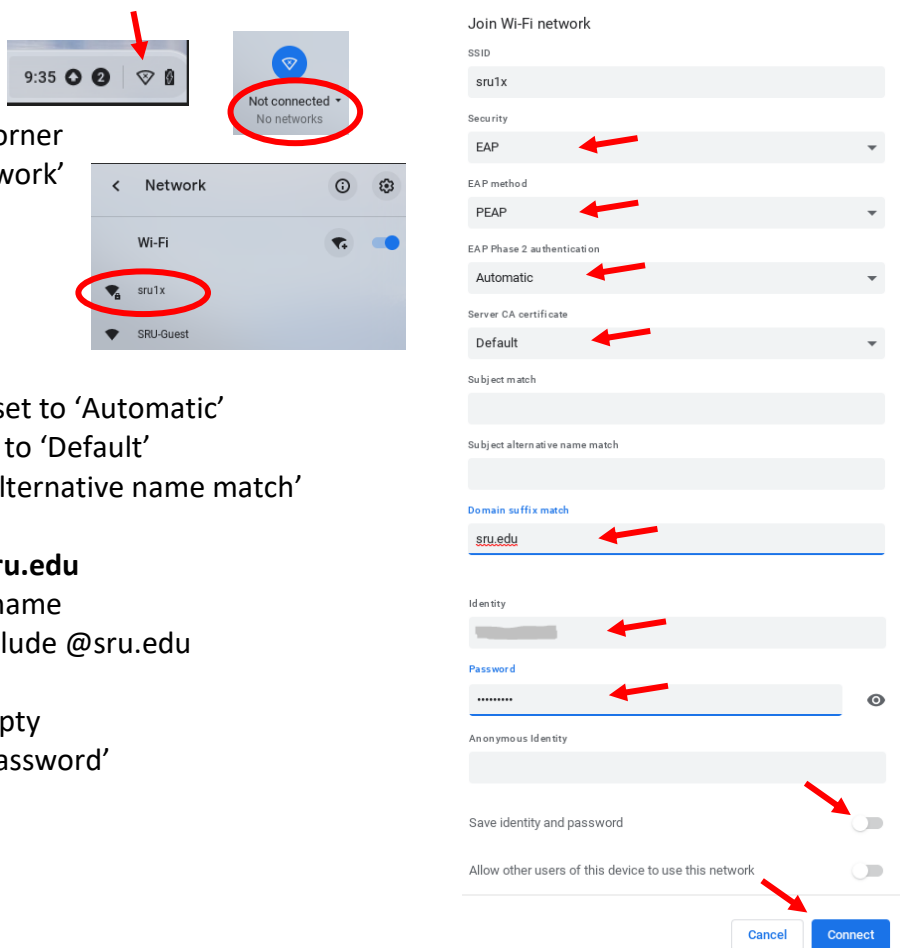 9:35 2
Not connected
No networks
orner
work’
Network
Wi-Fi
sru1x
SRU-Guest
set to ‘Automatic’
to ‘Default’
lternative name match’
ru.edu
name
lude @sru.edu
pty
assword’
Join Wi-Fi network
SSID
sru1x
Security
EAP
EAP method
PEAP
EAP Phase 2 authentication
Automatic
Server CA certificate
Default
Subject match
Subject alternative name match
Domain suffix match
sru.edu
Identity
Password
•••••••••
Anonymous Identity
Save identity and password
Allow other users of this device to use this network
Cancel Connect